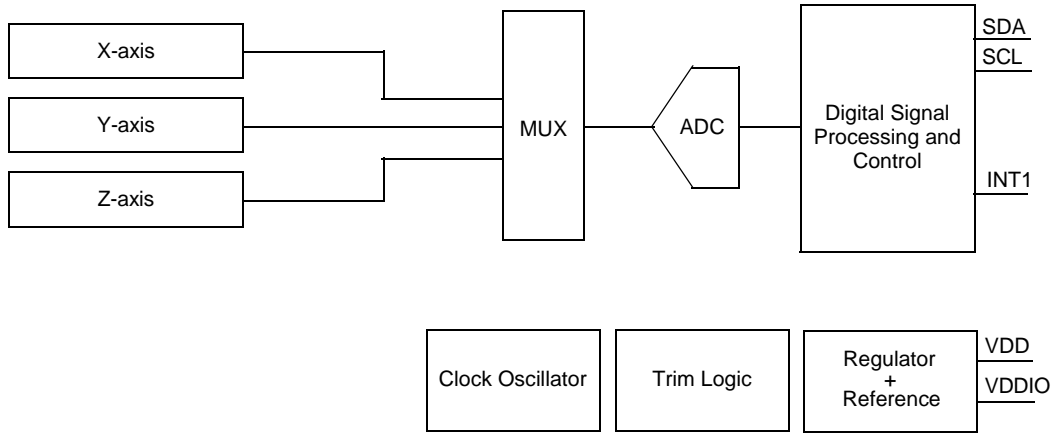 X-axis
Y-axis
Z-axis
MUX
ADC
Digital Signal
Processing and
Control
SDA
SCL
INT1
Clock Oscillator
Trim Logic
Regulator
+
Reference
VDD
VDDIO